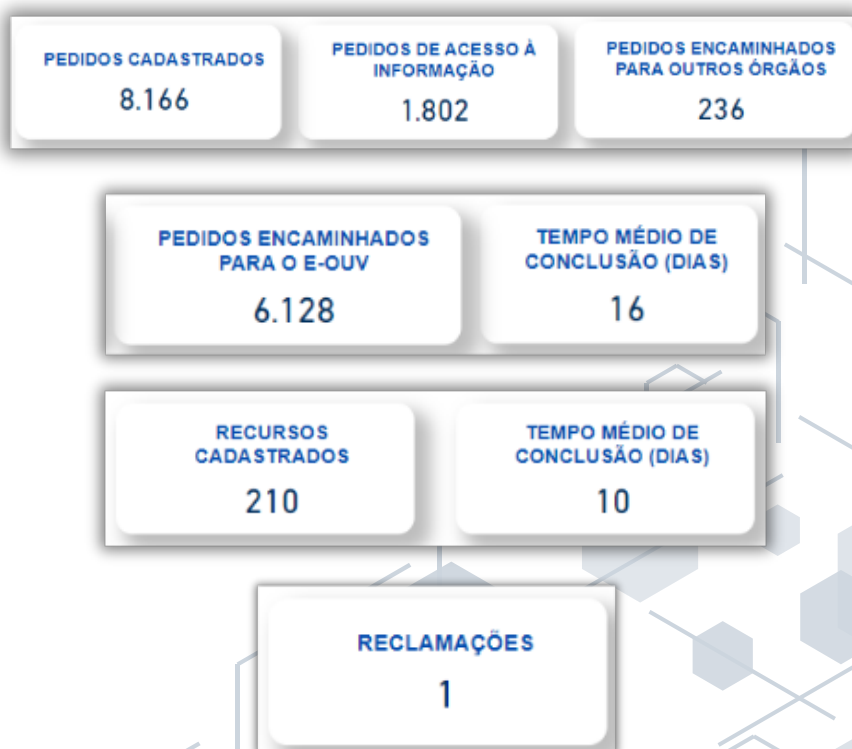 PEDIDOS CADASTRADOS
8.166
PEDIDOS DE ACESSO À
INFORMAÇÃO
1.802
PEDIDOS ENCAMINHADOS
PARA OUTROS ÓRGÃOS
236
PEDIDOS ENCAMINHADOS
PARA O E-OUV
6.128
TEMPO MÉDIO DE
CONCLUSÃO (DIAS)
16
RECURSOS
CADASTRADOS
210
TEMPO MÉDIO DE
CONCLUSÃO (DIAS)
10
RECLAMAÇÕES
1